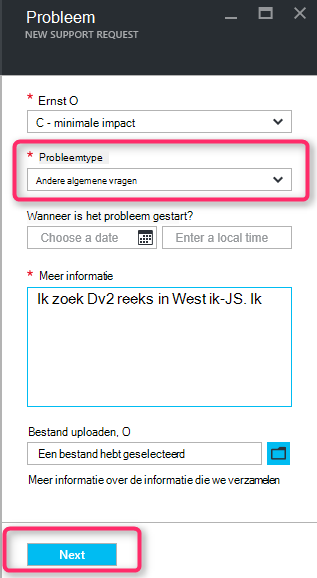 Probleem
NEW SUPPORT REQUEST
* Ernst O
C - minimale impact
* Probleemtype
Andere algemene vragen
Wanneer is het probleem gestart?
Choose a date Enter a local time
* Meer informatie
Ik zoek Dv2 reeks in West ik-JS. Ik
Bestand uploaden, O
Een bestand hebt geselecteerd
Meer informatie over de informatie die we verzamelen
Next